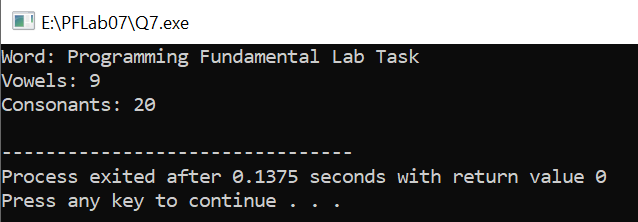 E:\PFLab07\Q7.exe
Word: Programming Fundamental Lab Task
Vowels: 9
Consonants: 20
--------------------------------
Process exited after 0.1375 seconds with return value 0
Press any key to continue . . .